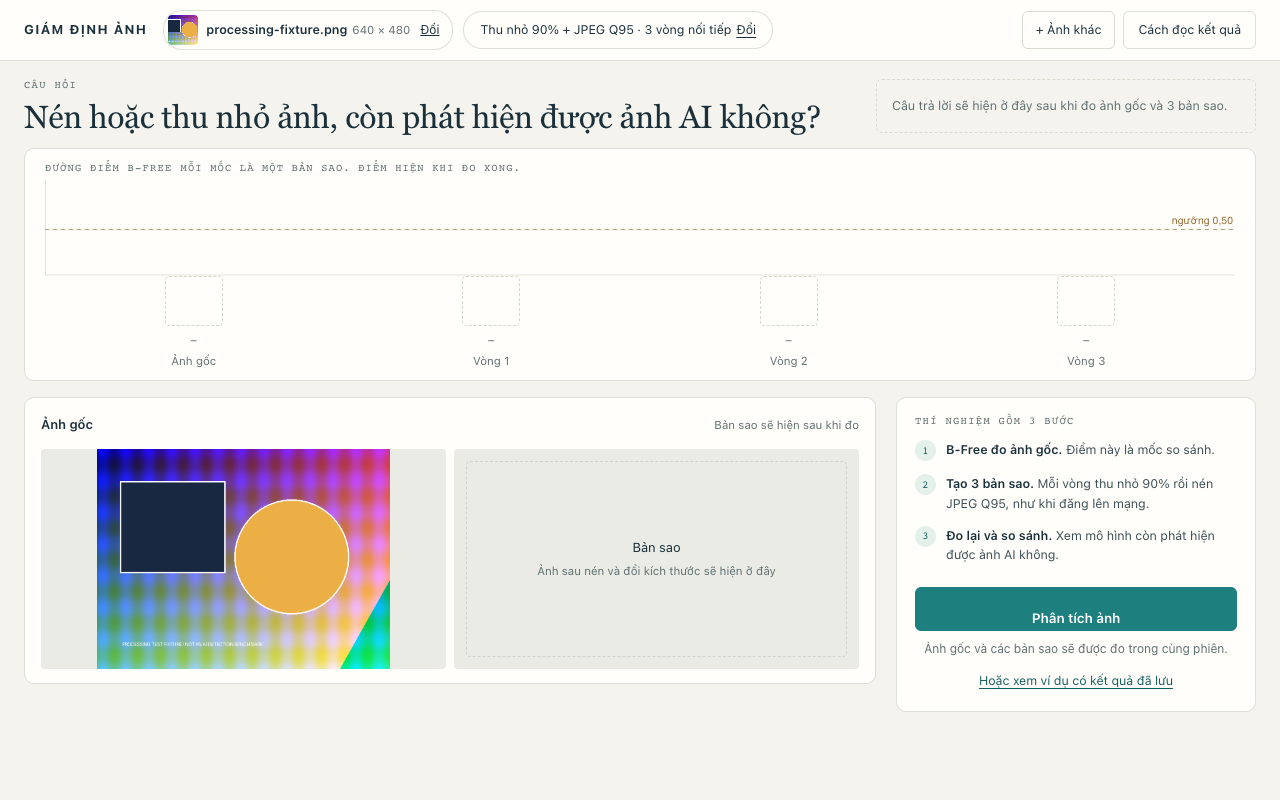 GIÁM ĐỊNH ẢNH
processing-fixture.png 640 × 480 Đổi
Thu nhỏ 90% + JPEG Q95 · 3 vòng nối tiếp Đổi
+ Ảnh khác
Cách đọc kết quả
CÂU HỎI
Nén hoặc thu nhỏ ảnh, còn phát hiện được ảnh AI không?
Câu trả lời sẽ hiện ở đây sau khi đo ảnh gốc và 3 bản sao.
ĐƯỜNG ĐIỂM B-FREE MỖI MỐC LÀ MỘT BẢN SAO. ĐIỂM HIỆN KHI ĐO XONG.
ngưỡng 0,50
– – – –
Ảnh gốc Vòng 1 Vòng 2 Vòng 3
Ảnh gốc
Bản sao sẽ hiện sau khi đo
PROCESSING TEST FIXTURE · NOT AN AI DETECTION BENCHMARK
Bản sao
Ảnh sau nén và đổi kích thước sẽ hiện ở đây
THÍ NGHIỆM GỒM 3 BƯỚC
1 B-Free đo ảnh gốc. Điểm này là mốc so sánh.
2 Tạo 3 bản sao. Mỗi vòng thu nhỏ 90% rồi nén
JPEG Q95, như khi đăng lên mạng.
3 Đo lại và so sánh. Xem mô hình còn phát hiện
được ảnh AI không.
Phân tích ảnh
Ảnh gốc và các bản sao sẽ được đo trong cùng phiên.
Hoặc xem ví dụ có kết quả đã lưu